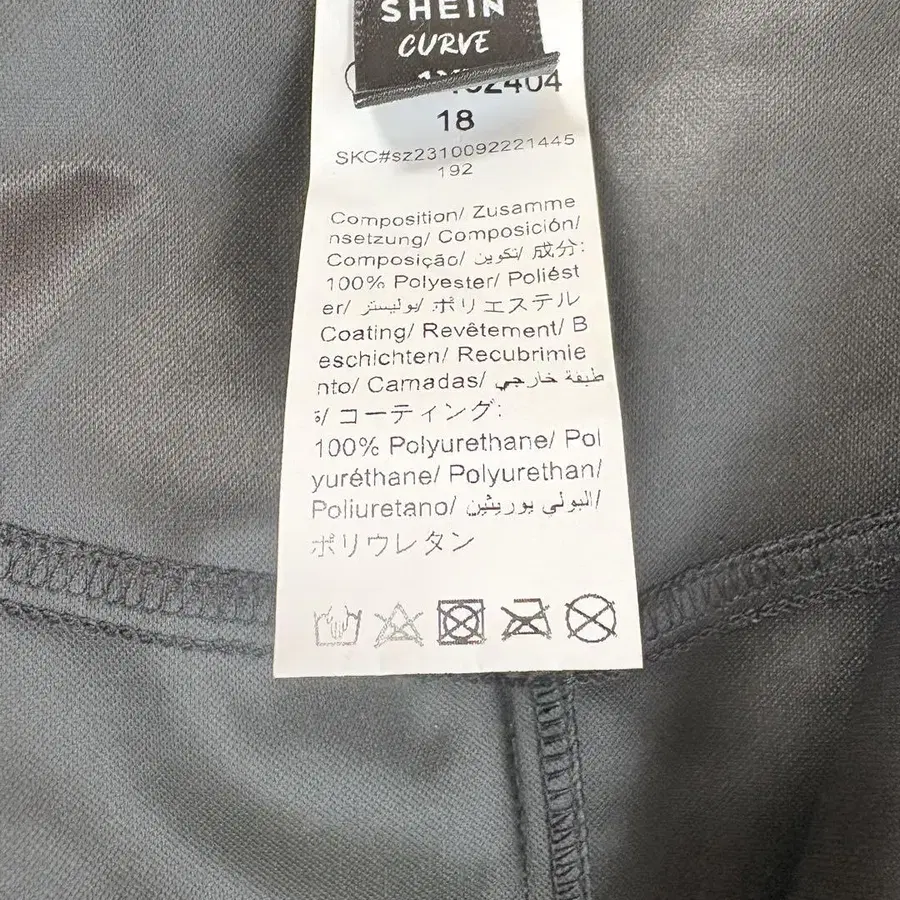 SHEIN
CURVE
18
SKC#sz2310092221445
192
Composition/ Zusamme
nsetzung/ Composición/
Composição/ تكوين/ 成分:
100% Polyester/ Poliést
er/ بوليستر/ ポリエステル
Coating/ Revêtement/ B
eschichten/ Recubrimie
nto/ Camadas/ طبقة خارجي
ة/ コーティング:
100% Polyurethane/ Pol
yuréthane/ Polyurethan/
Poliuretano/ البولي يوريثين/
ポリウレタン